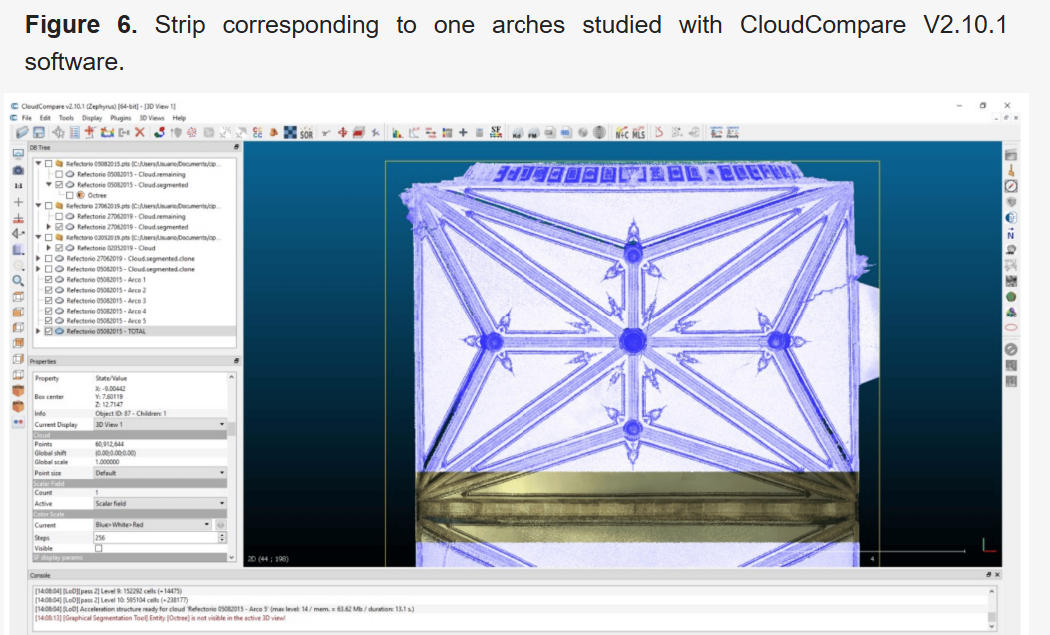 Figure 6. Strip corresponding to one arches studied with CloudCompare V2.10.1
software.
CloudCompare v2.10.1 (Zephyrus) [64-bit] - [3D View 1]
File Edit Tools Display Plugins 3D Views Help
SOR SF N+C MLS
DB Tree
Refectorio 05082015.pts (C:/Users/Usuario/Documents/cip...
Refectorio 05082015 - Cloud.remaining
Refectorio 05082015 - Cloud.segmented
Octree
Refectorio 27062019.pts (C:/Users/Usuario/Documents/cip...
Refectorio 27062019 - Cloud.remaining
Refectorio 27062019 - Cloud.segmented
Refectorio 02052019.pts (C:/Users/Usuario/Documents/cip...
Refectorio 02052019 - Cloud
Refectorio 27062019 - Cloud.segmented.clone
Refectorio 05082015 - Cloud.segmented.clone
Refectorio 05082015 - Arco 1
Refectorio 05082015 - Arco 2
Refectorio 05082015 - Arco 3
Refectorio 05082015 - Arco 4
Refectorio 05082015 - Arco 5
Refectorio 05082015 - TOTAL
Properties
Property State/Value
X: -9.00442
Box center Y: 7.60119
Z: 12.7147
Info Object ID: 87 - Children: 1
Current Display 3D View 1
Cloud
Points 60,912,644
Global shift (0.00;0.00;0.00)
Global scale 1.000000
Point size Default
Scalar Field
Count 1
Active Scalar field
Color Scale
Current Blue>White>Red
Steps 256
Visible
SF display params
2D (44 ; 198)
4
Console
[14:08:04] [LoD][pass 2] Level 9: 152292 cells (+14475)
[14:08:04] [LoD][pass 2] Level 10: 595104 cells (+238177)
[14:08:04] [LoD] Acceleration structure ready for cloud 'Refectorio 05082015 - Arco 5' (max level: 14 / mem. = 63.62 Mb / duration: 13.1 s.)
[14:08:13] [Graphical Segmentation Tool] Entity [Octree] is not visible in the active 3D view!